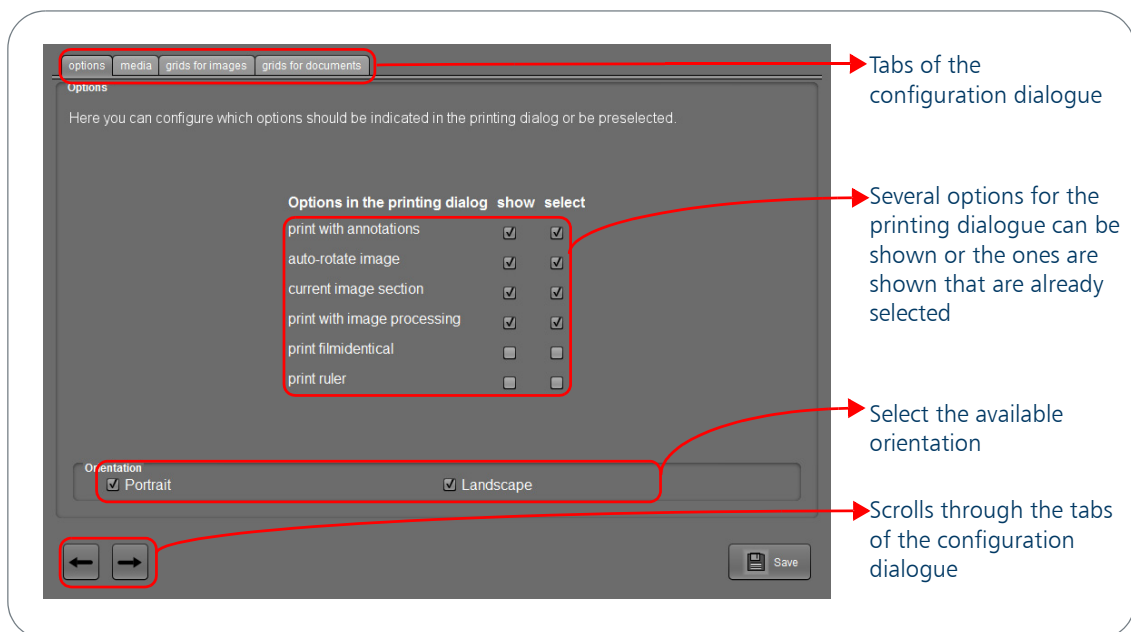 options media grids for images grids for documents
Options
Here you can configure which options should be indicated in the printing dialog or be preselected.
Options in the printing dialog show select
print with annotations
auto-rotate image
current image section
print with image processing
print filmidentical
print ruler
Orientation
Portrait Landscape
Save
Tabs of the
configuration dialogue
Several options for the
printing dialogue can be
shown or the ones are
shown that are already
selected
Select the available
orientation
Scrolls through the tabs
of the configuration
dialogue